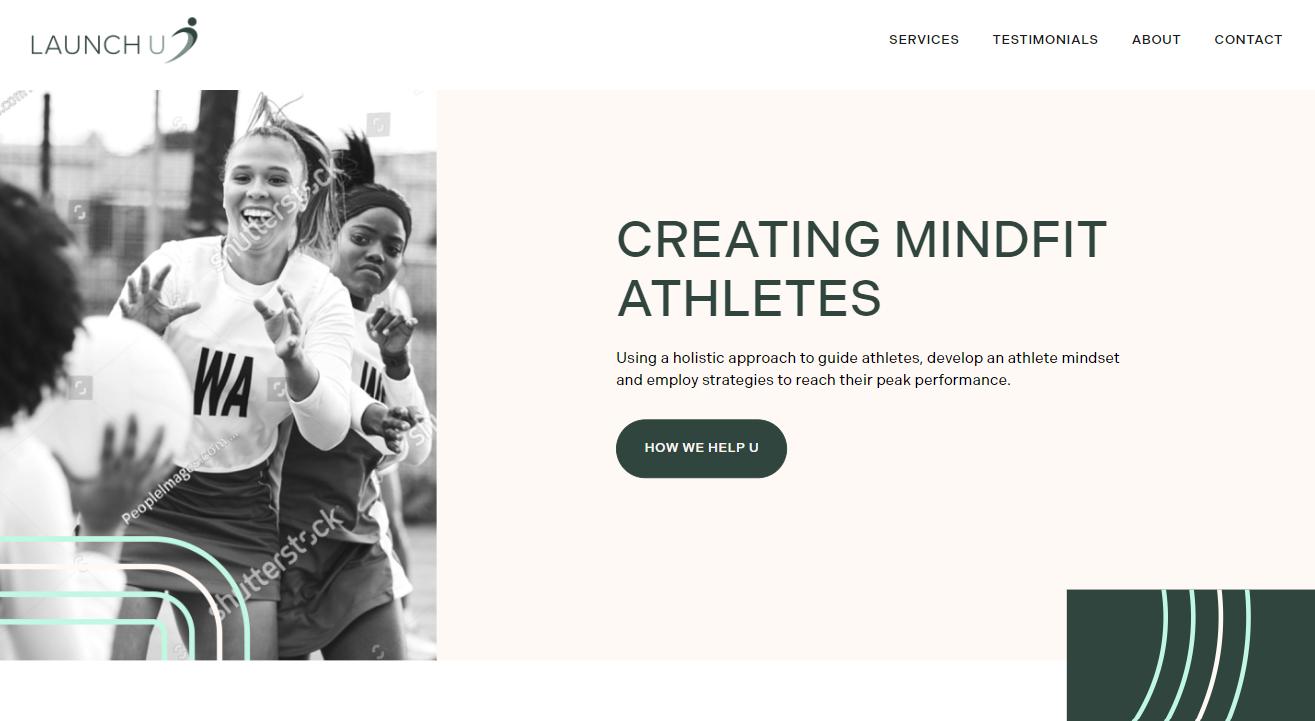 LAUNCH U
SERVICES TESTIMONIALS ABOUT CONTACT
.com
shutterstock
WA
W
PeopleImages.com...
shutterstock
CREATING MINDFIT
ATHLETES
Using a holistic approach to guide athletes, develop an athlete mindset
and employ strategies to reach their peak performance.
HOW WE HELP U